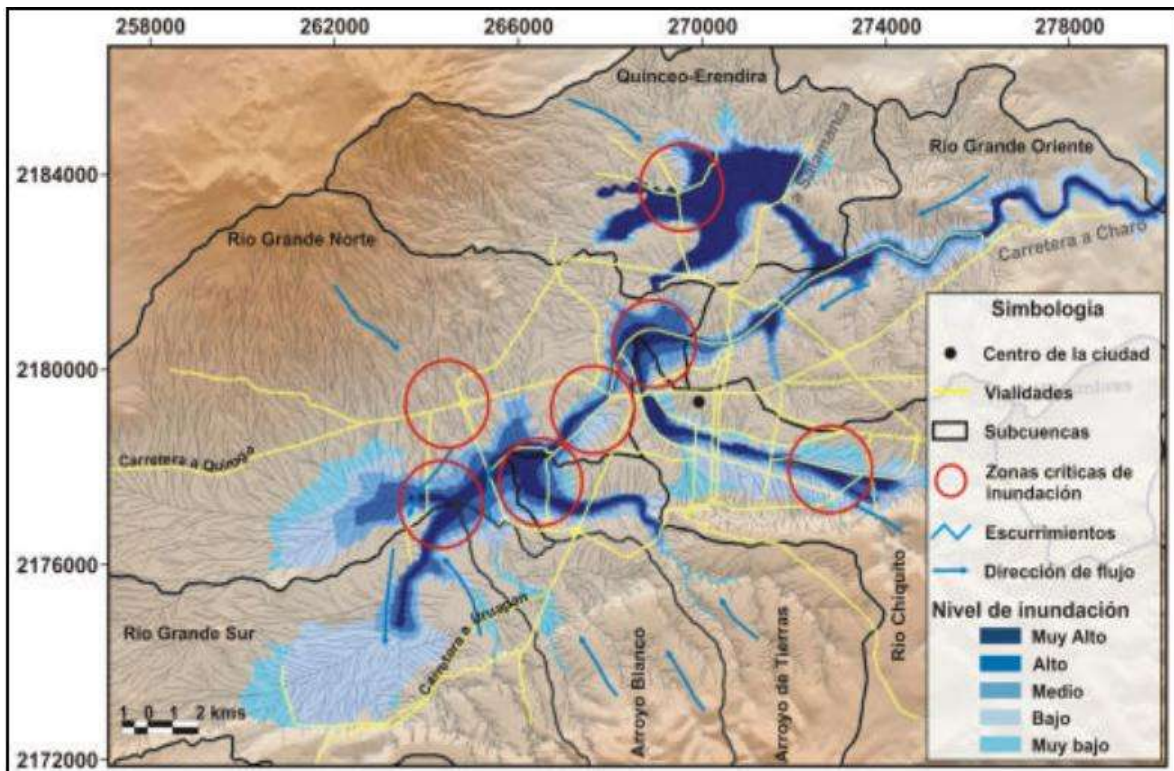 258000 262000 266000 270000 274000 278000
2184000
2180000
2176000
2172000
Quinceo-Erendira
a Salamanca
Rio Grande Oriente
Rio Grande Norte
Carretera a Charo
Carretera a Quiroga
Rio Grande Sur
Carretera a Uruapan
Arroyo Blanco
Arroyo de Tierras
Rio Chiquito
1 0 1 2 kms
Simbologia
Centro de la ciudad
Vialidades
Subcuencas
Zonas críticas de
inundación
Escurrimientos
Dirección de flujo
Nivel de inundación
Muy Alto
Alto
Medio
Bajo
Muy bajo